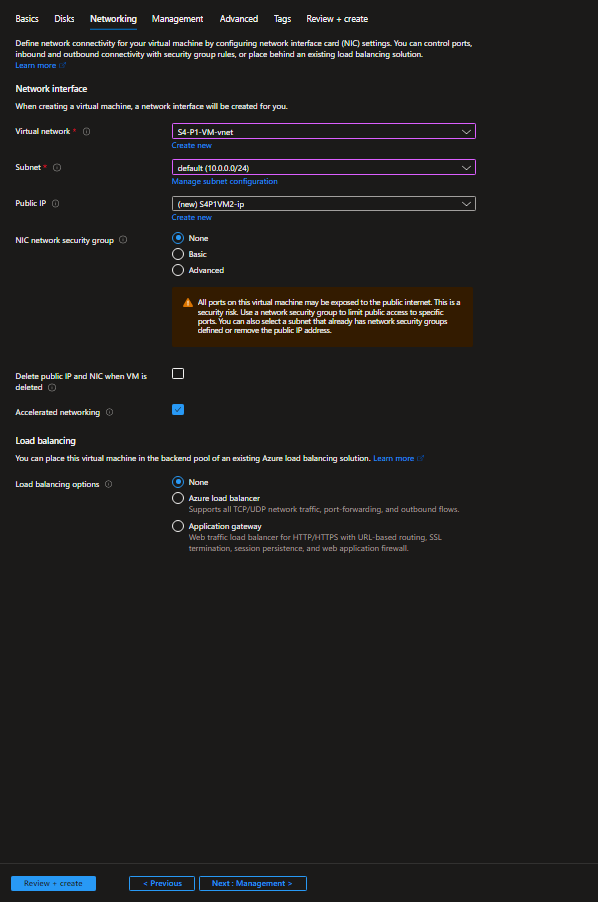 Basics Disks Networking Management Advanced Tags Review + create
Define network connectivity for your virtual machine by configuring network interface card (NIC) settings. You can control ports,
inbound and outbound connectivity with security group rules, or place behind an existing load balancing solution.
Learn more
Network interface
When creating a virtual machine, a network interface will be created for you.
Virtual network *
S4-P1-VM-vnet
Create new
Subnet *
default (10.0.0.0/24)
Manage subnet configuration
Public IP
(new) S4P1VM2-ip
Create new
NIC network security group
None
Basic
Advanced
All ports on this virtual machine may be exposed to the public internet. This is a
security risk. Use a network security group to limit public access to specific
ports. You can also select a subnet that already has network security groups
defined or remove the public IP address.
Delete public IP and NIC when VM is
deleted
Accelerated networking
Load balancing
You can place this virtual machine in the backend pool of an existing Azure load balancing solution. Learn more
Load balancing options
None
Azure load balancer
Supports all TCP/UDP network traffic, port-forwarding, and outbound flows.
Application gateway
Web traffic load balancer for HTTP/HTTPS with URL-based routing, SSL
termination, session persistence, and web application firewall.
Review + create
< Previous
Next : Management >